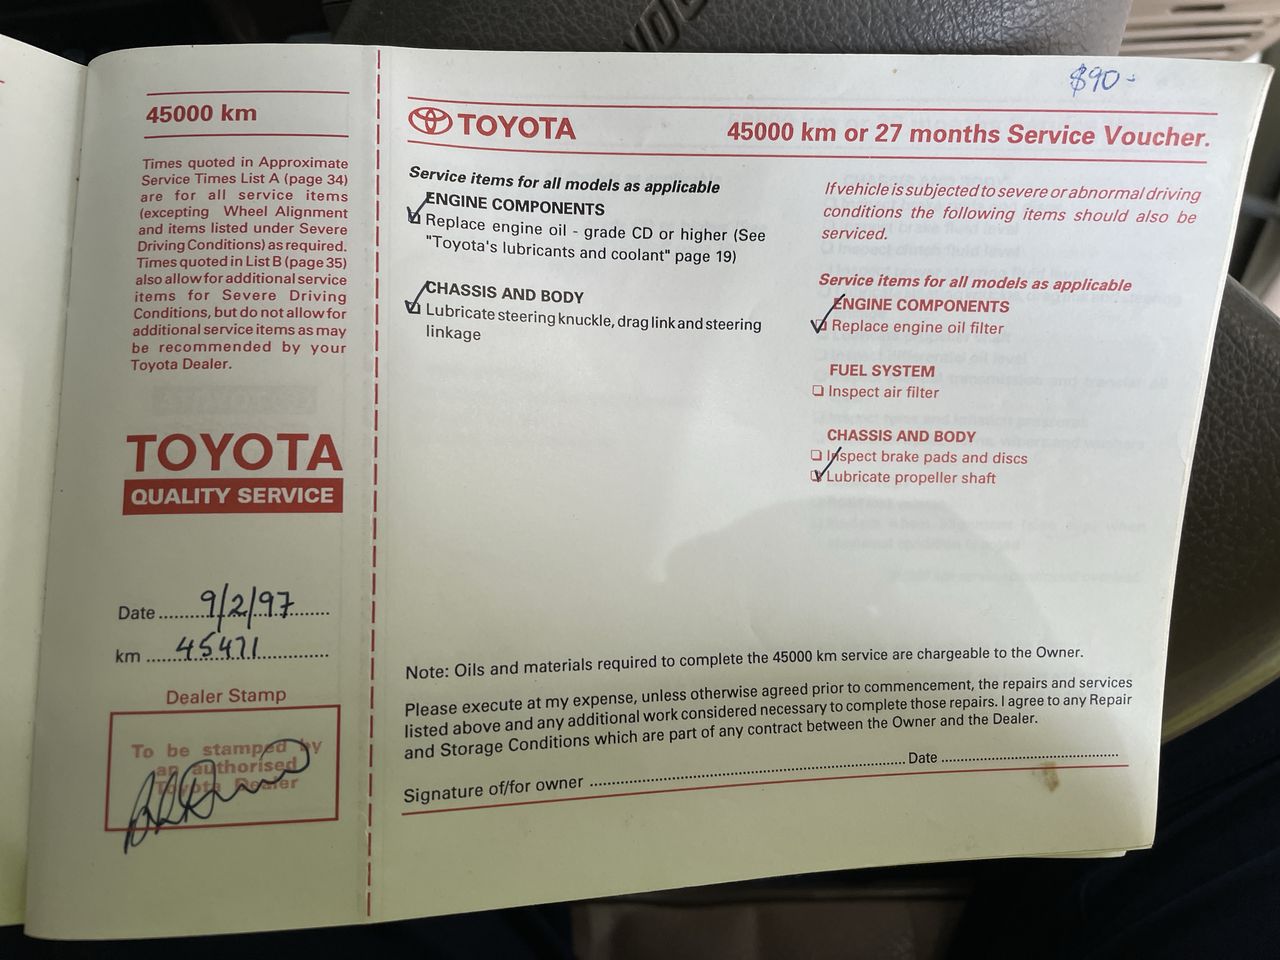 45000 km
Times quoted in Approximate
Service Times List A (page 34)
are for all service items
(excepting Wheel Alignment
and items listed under Severe
Driving Conditions) as required.
Times quoted in List B (page 35)
also allow for additional service
items for Severe Driving
Conditions, but do not allow for
additional service items as may
be recommended by your
Toyota Dealer.
TOYOTA
QUALITY SERVICE
Date 9/2/97
km 45471
Dealer Stamp
To be stamped by
an authorised
Toyota Dealer
$90-
TOYOTA
45000 km or 27 months Service Voucher.
Service items for all models as applicable
ENGINE COMPONENTS
Replace engine oil - grade CD or higher (See
"Toyota's lubricants and coolant" page 19)
CHASSIS AND BODY
Lubricate steering knuckle, drag link and steering
linkage
If vehicle is subjected to severe or abnormal driving
conditions the following items should also be
serviced.
Service items for all models as applicable
ENGINE COMPONENTS
Replace engine oil filter
FUEL SYSTEM
Inspect air filter
CHASSIS AND BODY
Inspect brake pads and discs
Lubricate propeller shaft
Note: Oils and materials required to complete the 45000 km service are chargeable to the Owner.
Please execute at my expense, unless otherwise agreed prior to commencement, the repairs and services
listed above and any additional work considered necessary to complete those repairs. I agree to any Repair
and Storage Conditions which are part of any contract between the Owner and the Dealer.
Signature of/for owner Date